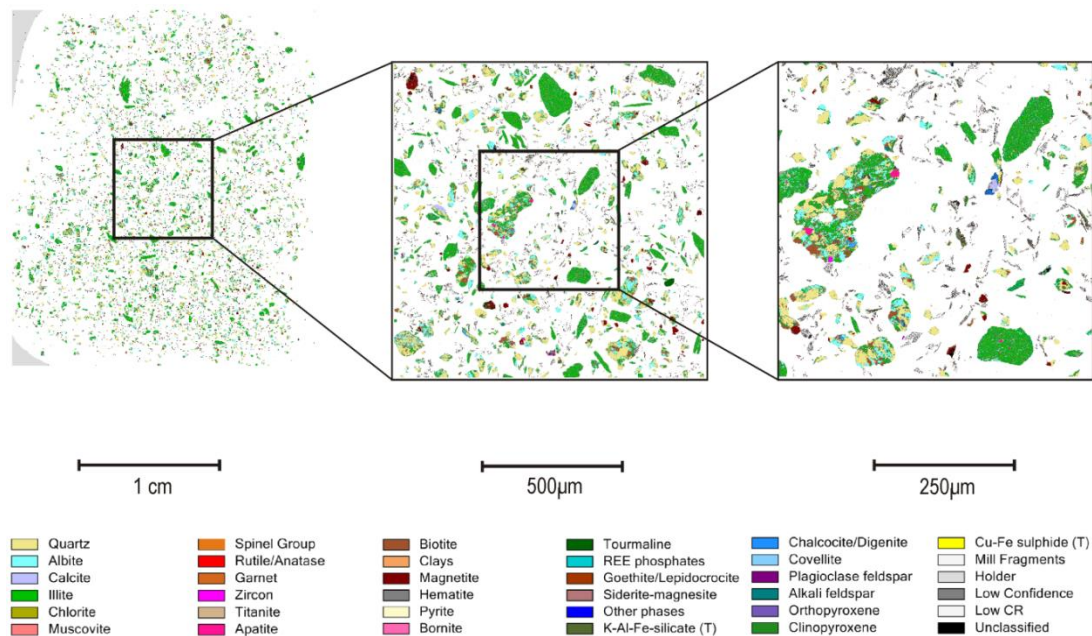 1 cm
500µm
250µm
Quartz
Albite
Calcite
Illite
Chlorite
Muscovite
Spinel Group
Rutile/Anatase
Garnet
Zircon
Titanite
Apatite
Biotite
Clays
Magnetite
Hematite
Pyrite
Bornite
Tourmaline
REE phosphates
Goethite/Lepidocrocite
Siderite-magnesite
Other phases
K-Al-Fe-silicate (T)
Chalcocite/Digenite
Covellite
Plagioclase feldspar
Alkali feldspar
Orthopyroxene
Clinopyroxene
Cu-Fe sulphide (T)
Mill Fragments
Holder
Low Confidence
Low CR
Unclassified